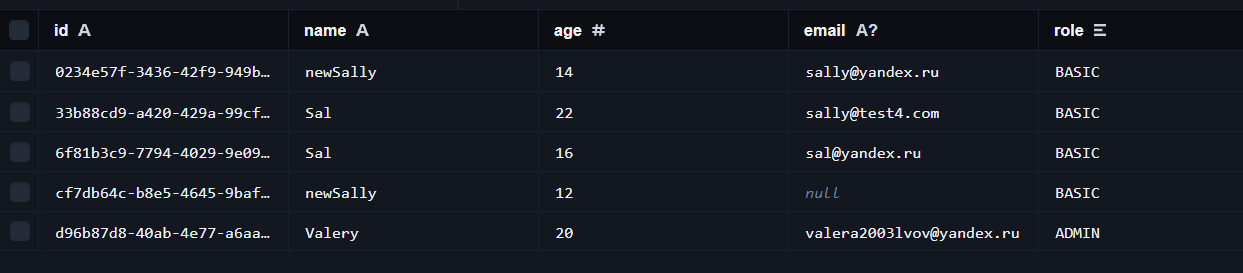 id A name A age # email A? role
0234e57f-3436-42f9-949b… newSally 14 sally@yandex.ru BASIC
33b88cd9-a420-429a-99cf… Sal 22 sally@test4.com BASIC
6f81b3c9-7794-4029-9e09… Sal 16 sal@yandex.ru BASIC
cf7db64c-b8e5-4645-9baf… newSally 12 null BASIC
d96b87d8-40ab-4e77-a6aa… Valery 20 valera2003lvov@yandex.ru ADMIN